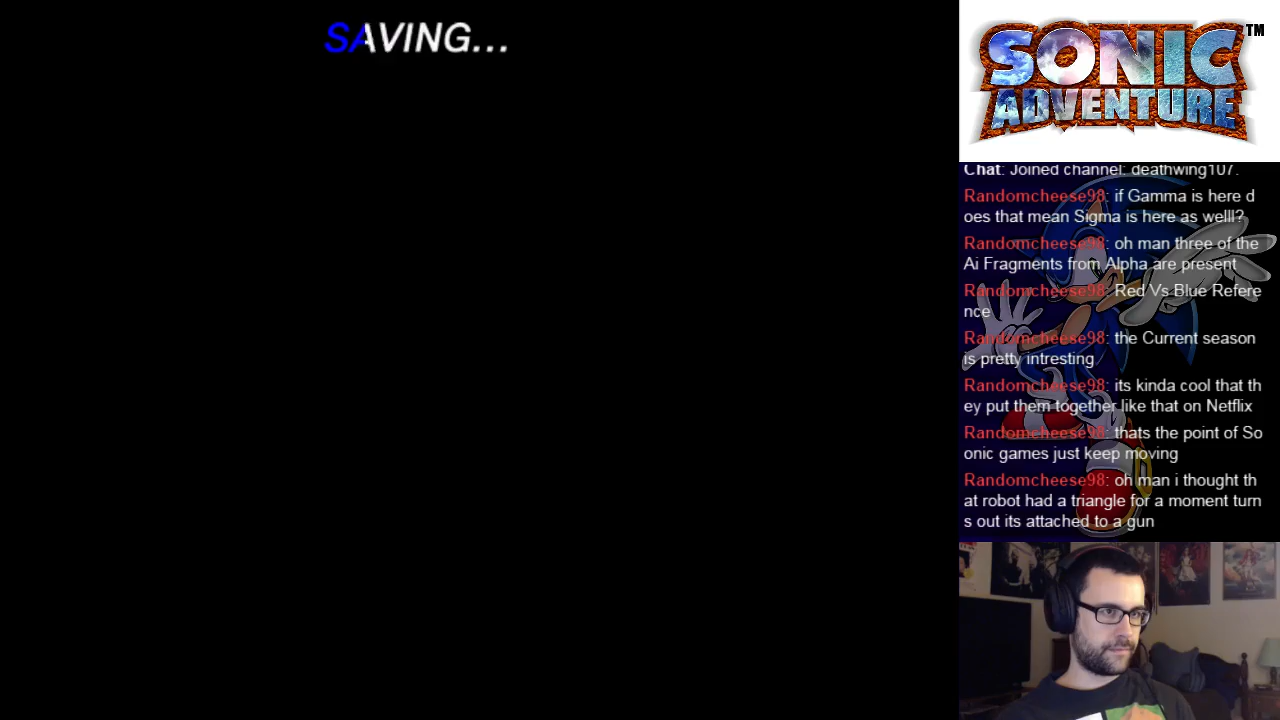 SAVING...
SONIC
ADVENTURE
TM
Chat: Joined channel: deathwing107.
Randomcheese98: if Gamma is here d
oes that mean Sigma is here as welll?
Randomcheese98: oh man three of the
Ai Fragments from Alpha are present
Randomcheese98: Red Vs Blue Refere
nce
Randomcheese98: the Current season
is pretty intresting
Randomcheese98: its kinda cool that th
ey put them together like that on Netflix
Randomcheese98: thats the point of So
onic games just keep moving
Randomcheese98: oh man i thought th
at robot had a triangle for a moment turn
s out its attached to a gun